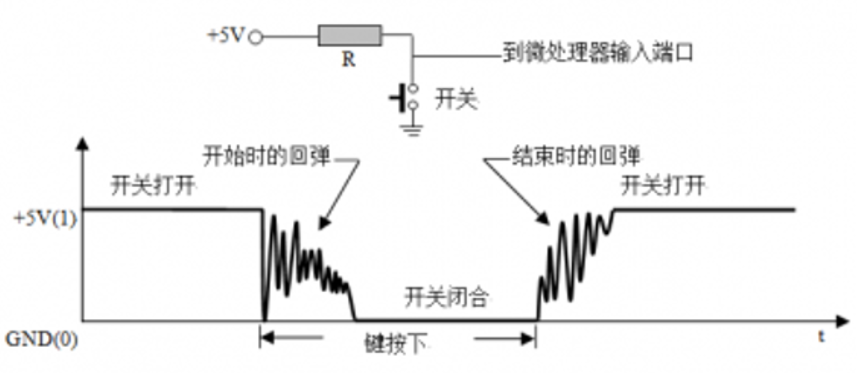 +5V
R
到微处理器输入端口
开关
开始时的回弹
结束时的回弹
开关打开
开关打开
+5V(1)
开关闭合
GND(0)
键按下
t